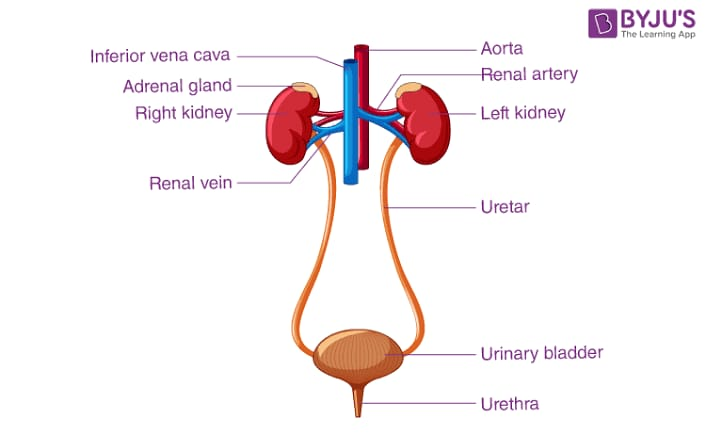 BYJU'S
The Learning App
Inferior vena cava
Aorta
Renal artery
Adrenal gland
Right kidney
Left kidney
Renal vein
Uretar
Urinary bladder
Urethra